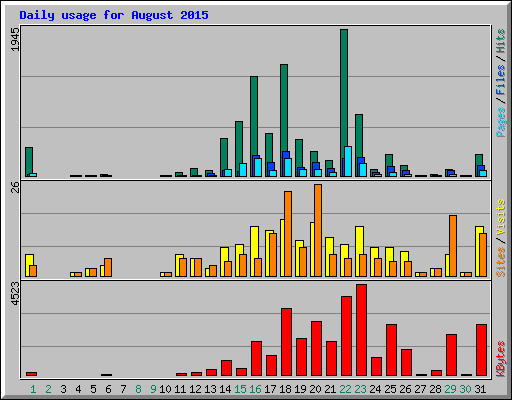 Daily usage for August 2015
1945
Pages / Files / Hits
26
Sites / Visits
4523
KBytes
1 2 3 4 5 6 7 8 9 10 11 12 13 14 15 16 17 18 19 20 21 22 23 24 25 26 27 28 29 30 31